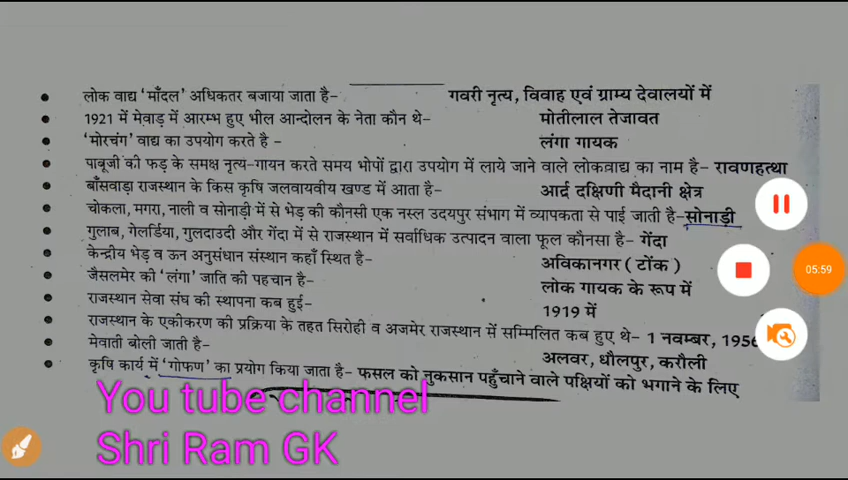 लोक वाद्य 'माँदल' अधिकतर बजाया जाता है- गवरी नृत्य, विवाह एवं ग्राम्य देवालयों में
1921 में मेवाड़ में आरम्भ हुए भील आन्दोलन के नेता कौन थे- मोतीलाल तेजावत
'मोरचंग' वाद्य का उपयोग करते है - लंगा गायक
पाबूजी की फड़ के समक्ष नृत्य-गायन करते समय भोपों द्वारा उपयोग में लाये जाने वाले लोकवाद्य का नाम है- रावणहत्था
बाँसवाड़ा राजस्थान के किस कृषि जलवायवीय खण्ड में आता है- आर्द्र दक्षिणी मैदानी क्षेत्र
चोकला, मगरा, नाली व सोनाड़ी में से भेड़ की कौनसी एक नस्ल उदयपुर संभाग में व्यापकता से पाई जाती है-सोनाड़ी
गुलाब, गेलर्डिया, गुलदाउदी और गेंदा में से राजस्थान में सर्वाधिक उत्पादन वाला फूल कौनसा है- गेंदा
केन्द्रीय भेड़ व ऊन अनुसंधान संस्थान कहाँ स्थित है- अविकानगर (टोंक)
जैसलमेर की 'लंगा' जाति की पहचान है- लोक गायक के रूप में
राजस्थान सेवा संघ की स्थापना कब हुई- 1919 में
राजस्थान के एकीकरण की प्रक्रिया के तहत सिरोही व अजमेर राजस्थान में सम्मिलित कब हुए थे- 1 नवम्बर, 1956
मेवाती बोली जाती है- अलवर, धौलपुर, करौली
कृषि कार्य में 'गोफण' का प्रयोग किया जाता है- फसल को नुकसान पहुँचाने वाले पक्षियों को भगाने के लिए
You tube channel
Shri Ram GK
05:59